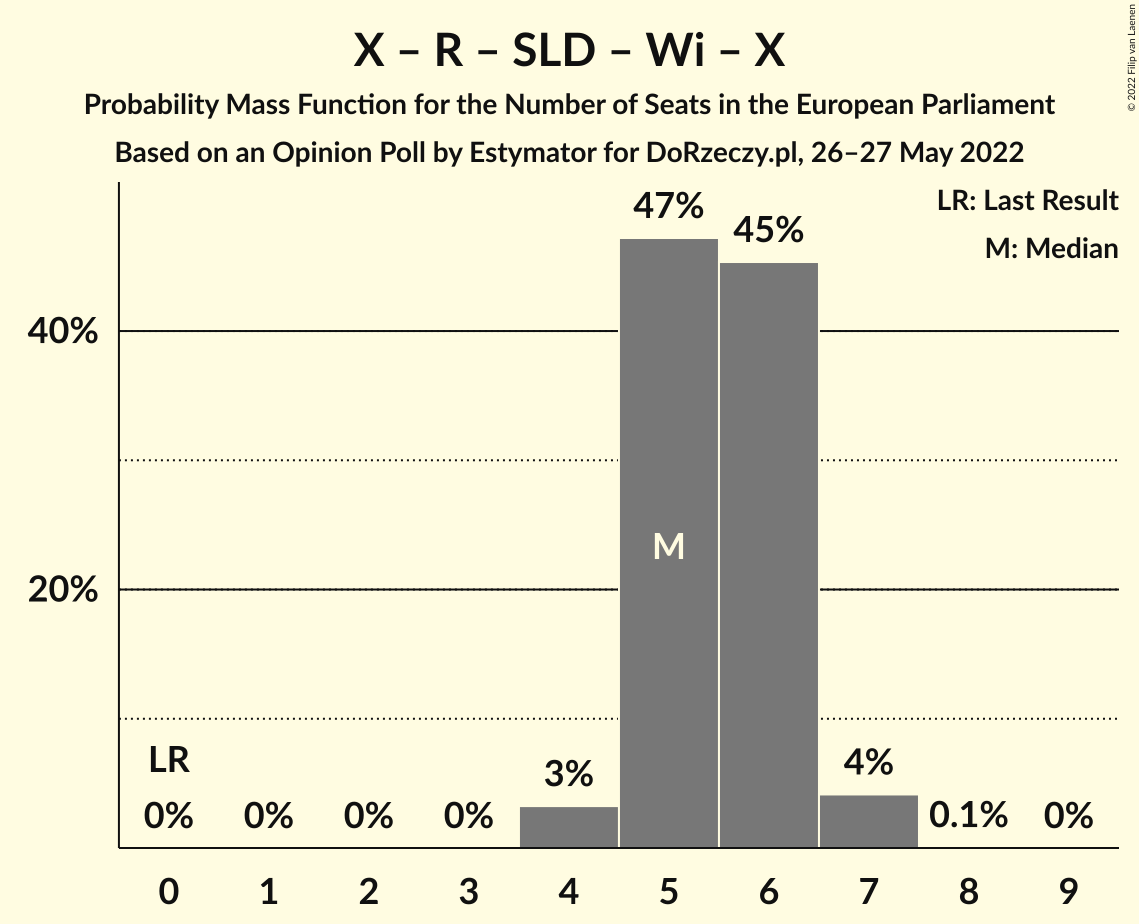 X – R – SLD – Wi – X
Probability Mass Function for the Number of Seats in the European Parliament
Based on an Opinion Poll by Estymator for DoRzeczy.pl, 26–27 May 2022
© 2022 Filip van Laenen
LR: Last Result
M: Median
47%
45%
40%
M
20%
LR
0%
0%
0%
0%
3%
4%
0.1%
0%
0 1 2 3 4 5 6 7 8 9